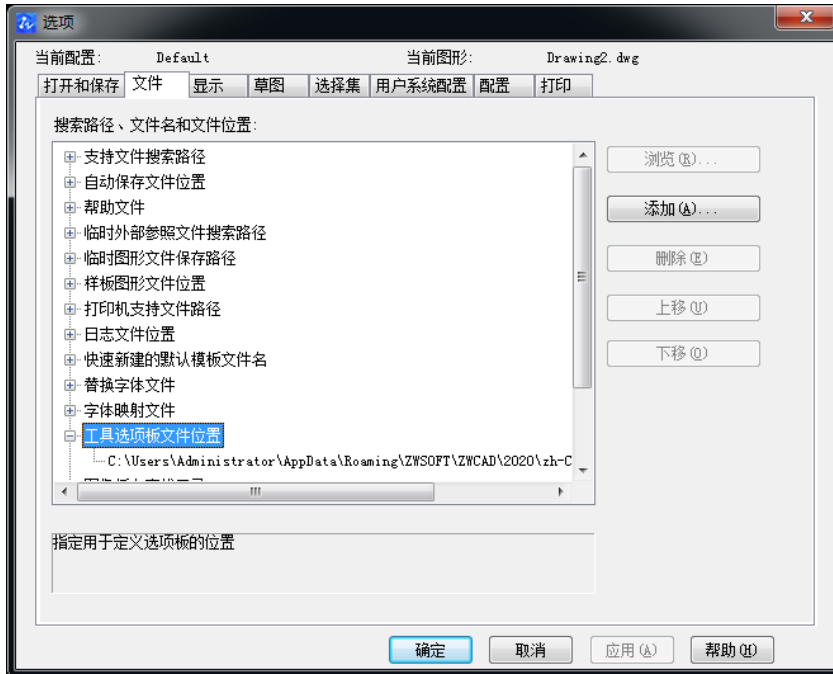 选项
当前配置: Default 当前图形: Drawing2.dwg
打开和保存 文件 显示 草图 选择集 用户系统配置 配置 打印
搜索路径、文件名和文件位置:
支持文件搜索路径
自动保存文件位置
帮助文件
临时外部参照文件搜索路径
临时图形文件保存路径
样板图形文件位置
打印机支持文件路径
日志文件位置
快速新建的默认模板文件名
替换字体文件
字体映射文件
工具选项板文件位置
C:\Users\Administrator\AppData\Roaming\ZWSOFT\ZWCAD\2020\zh-C
浏览(R)...
添加(A)...
删除(E)
上移(U)
下移(O)
指定用于定义选项板的位置
确定 取消 应用(A) 帮助(H)